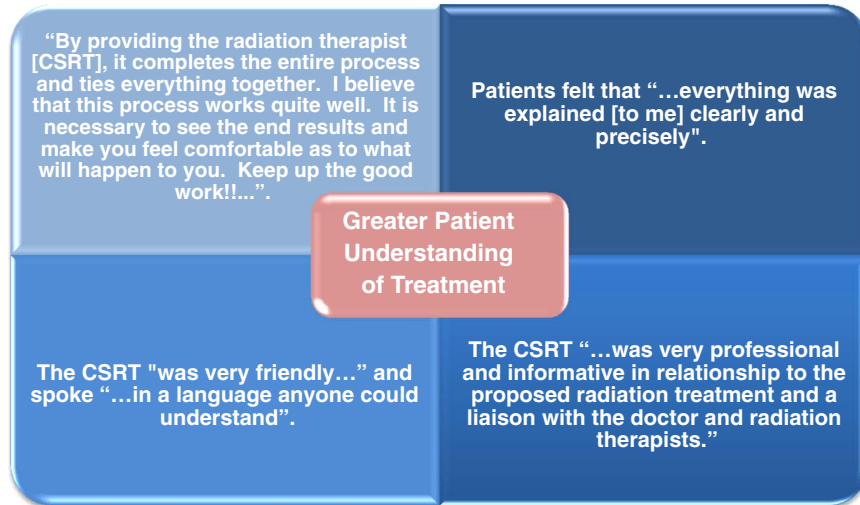 “By providing the radiation therapist
[CSRT], it completes the entire process
and ties everything together.  I believe
that this process works quite well.  It is
necessary to see the end results and
make you feel comfortable as to what
will happen to you.  Keep up the good
work!!...”.
Patients felt that “…everything was
explained [to me] clearly and
precisely".
Greater Patient
Understanding
of Treatment
The CSRT "was very friendly…” and
spoke “…in a language anyone could
understand”.
The CSRT “…was very professional
and informative in relationship to the
proposed radiation treatment and a
liaison with the doctor and radiation
therapists.”